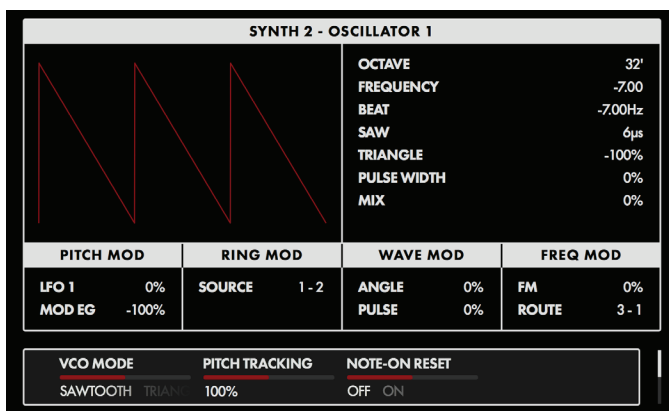 SYNTH 2 - OSCILLATOR 1
OCTAVE 32'
FREQUENCY -7.00
BEAT -7.00Hz
SAW 6µs
TRIANGLE -100%
PULSE WIDTH 0%
MIX 0%
PITCH MOD RING MOD WAVE MOD FREQ MOD
LFO 1 0% SOURCE 1 - 2 ANGLE 0% FM 0%
MOD EG -100% PULSE 0% ROUTE 3 - 1
VCO MODE PITCH TRACKING NOTE-ON RESET
SAWTOOTH TRIANG 100% OFF ON